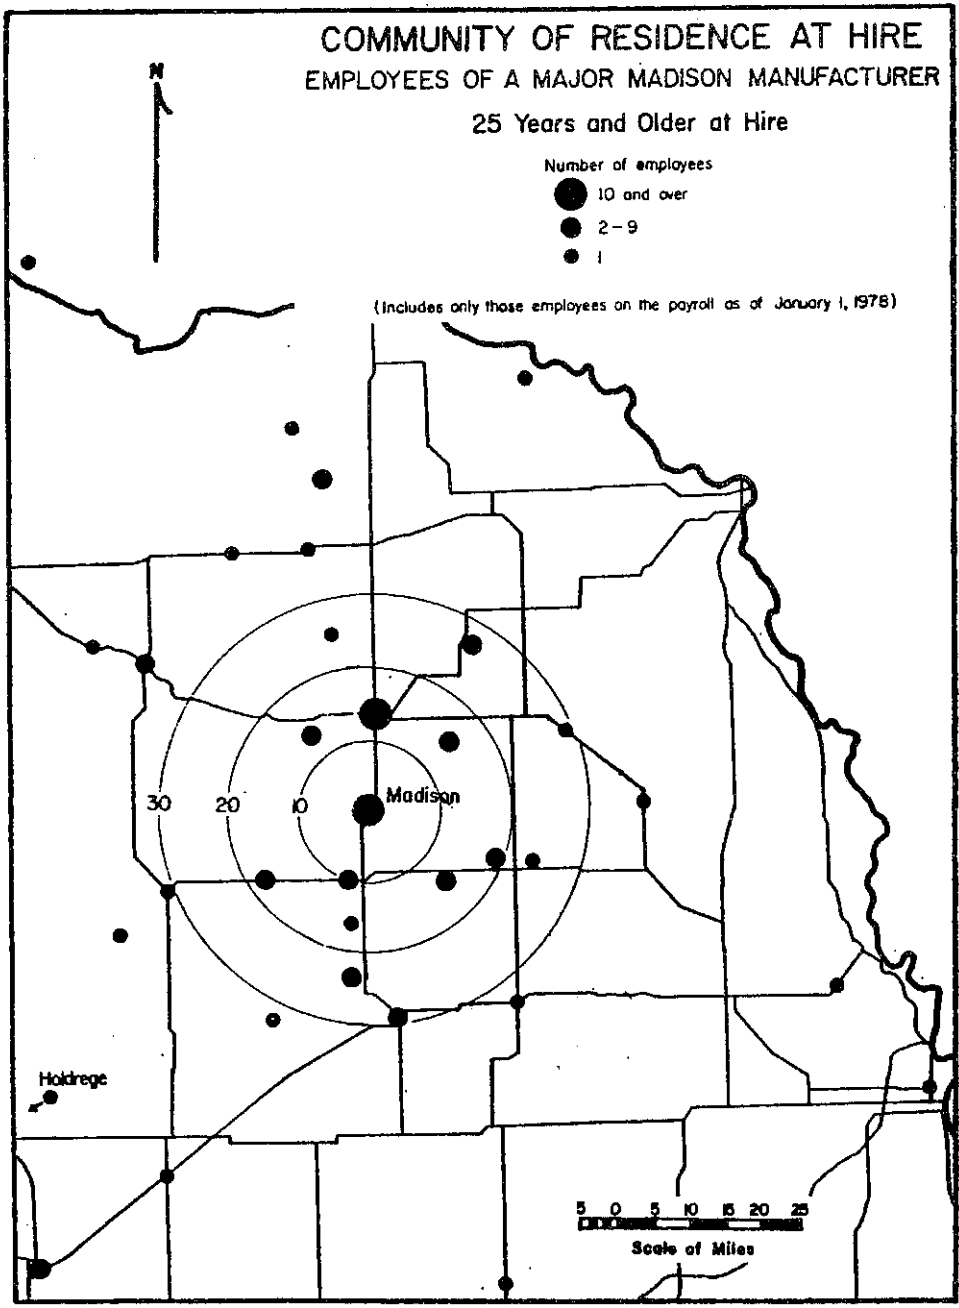 COMMUNITY OF RESIDENCE AT HIRE
EMPLOYEES OF A MAJOR MADISON MANUFACTURER
25 Years and Older at Hire
N
Number of employees
10 and over
2-9
1
(Includes only those employees on the payroll as of January 1, 1978)
Madison
30 20 10
Holdrege
5 0 5 10 15 20 25
Scale of Miles